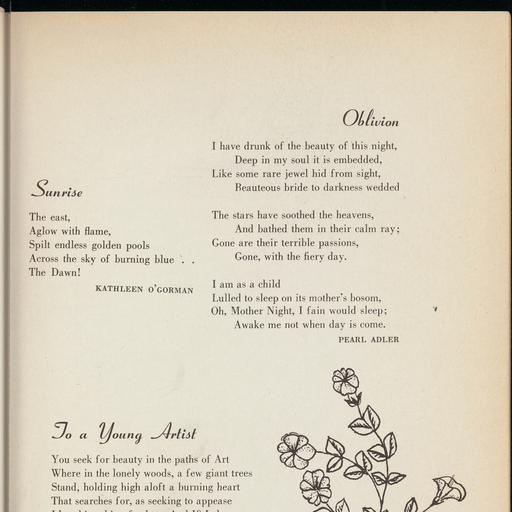 Oblivion
I have drunk of the beauty of this night,
Deep in my soul it is embedded,
Like some rare jewel hid from sight,
Beauteous bride to darkness wedded
The stars have soothed the heavens,
And bathed them in their calm ray;
Gone are their terrible passions,
Gone, with the fiery day.
I am as a child
Lulled to sleep on its mother's bosom,
Oh, Mother Night, I fain would sleep;
Awake me not when day is come.
PEARL ADLER
Sunrise
The east,
Aglow with flame,
Spilt endless golden pools
Across the sky of burning blue . .
The Dawn!
KATHLEEN O'GORMAN
To a Young Artist
You seek for beauty in the paths of Art
Where in the lonely woods, a few giant trees
Stand, holding high aloft a burning heart
That searches for, as seeking to appease